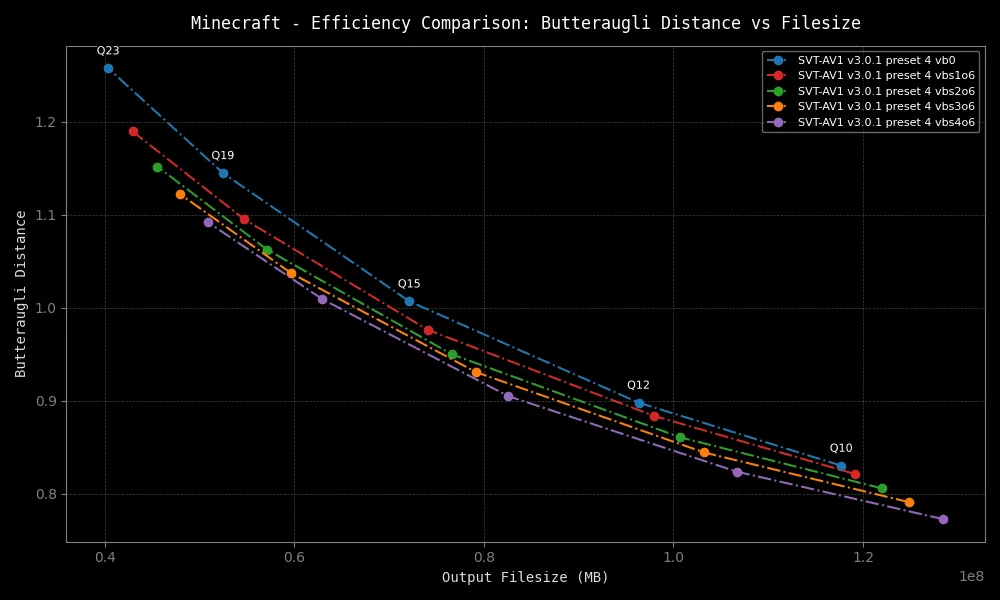 Minecraft - Efficiency Comparison: Butteraugli Distance vs Filesize
SVT-AV1 v3.0.1 preset 4 vb0
SVT-AV1 v3.0.1 preset 4 vbs1o6
SVT-AV1 v3.0.1 preset 4 vbs2o6
SVT-AV1 v3.0.1 preset 4 vbs3o6
SVT-AV1 v3.0.1 preset 4 vbs4o6
Q23
Q19
Q15
Q12
Q10
Butteraugli Distance
1.2
1.1
1.0
0.9
0.8
0.4
0.6
0.8
1.0
1.2
1e8
Output Filesize (MB)